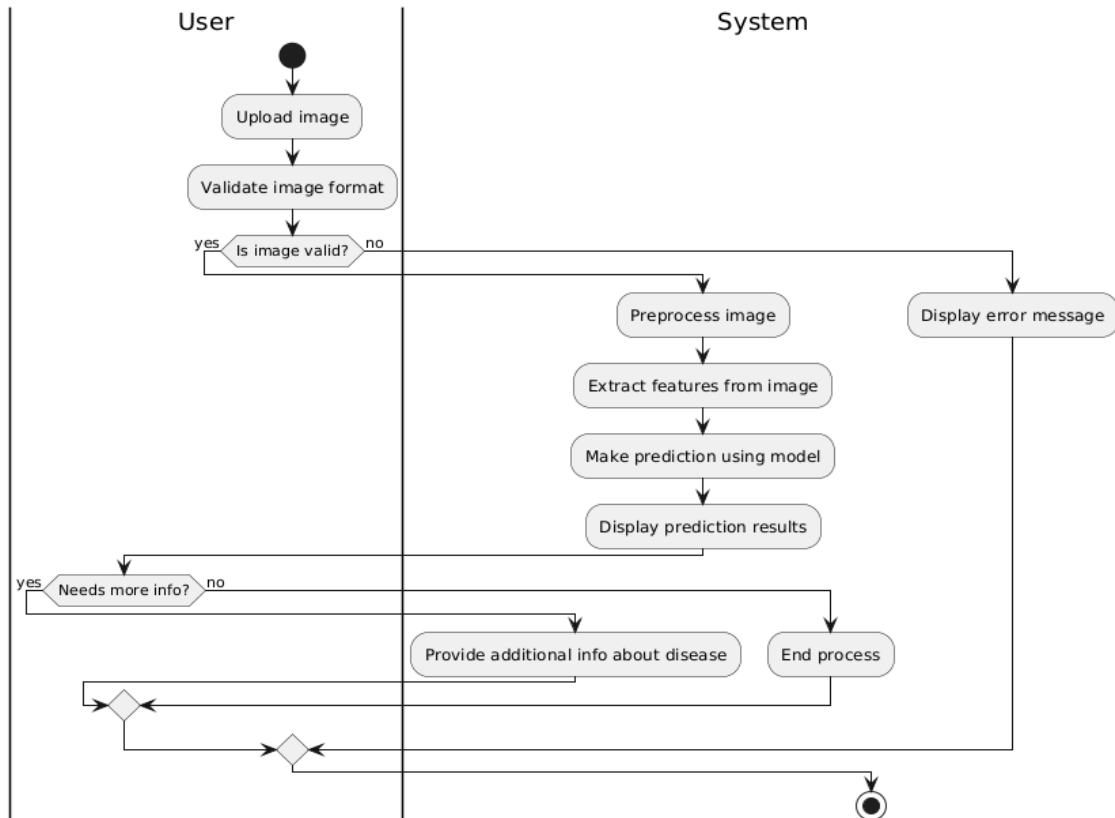 User
System
Upload image
Validate image format
yes
Is image valid?
no
Preprocess image
Display error message
Extract features from image
Make prediction using model
Display prediction results
yes
Needs more info?
no
Provide additional info about disease
End process